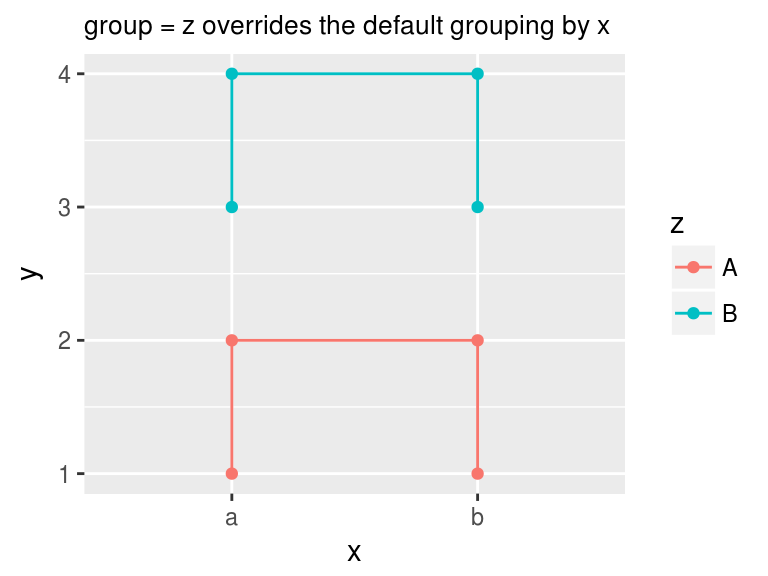 group = z overrides the default grouping by x
4
3
2
1
y
a
b
x
z
A
B